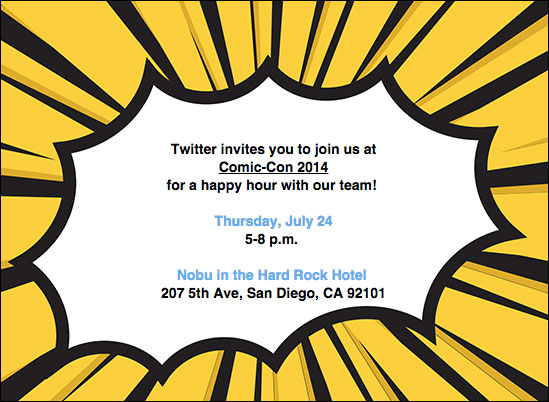 Twitter invites you to join us at
Comic-Con 2014
for a happy hour with our team!
Thursday, July 24
5-8 p.m.
Nobu in the Hard Rock Hotel
207 5th Ave, San Diego, CA 92101